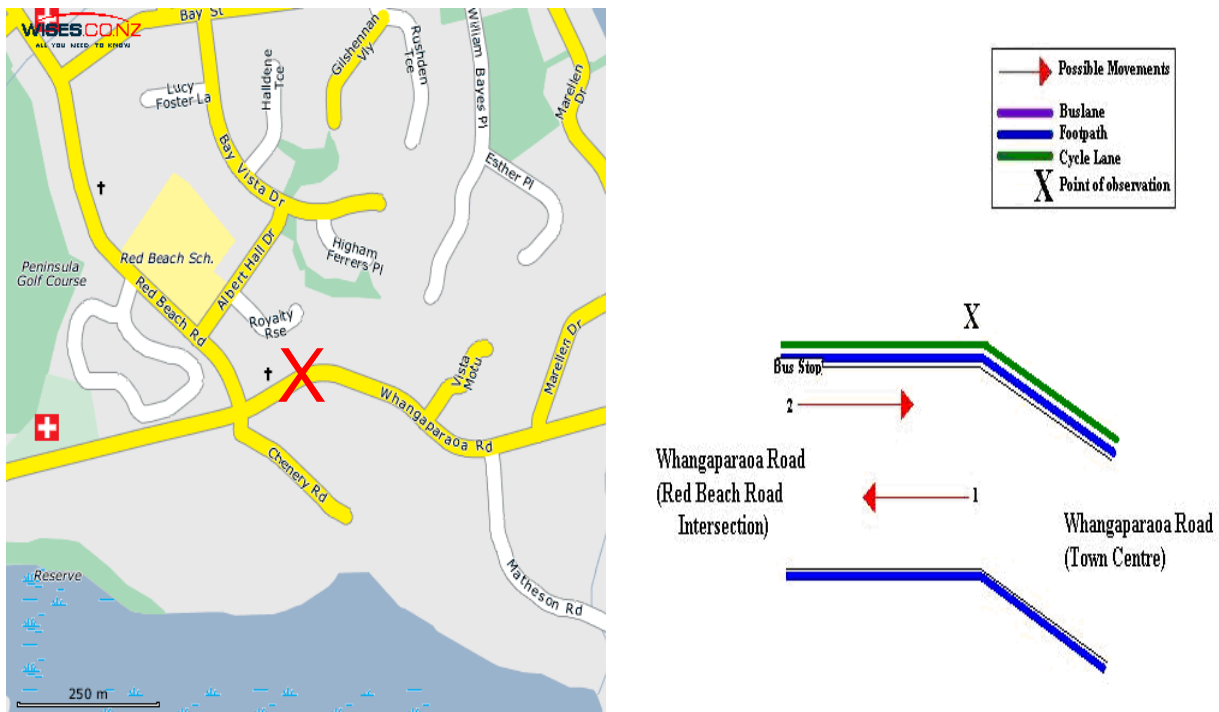 Bay St
WISES.CO.NZ
ALL YOU NEED TO KNOW
Lucy
Foster La
Halldene
Tce
Gilshennan
Vly
Rushden
Tce
William Bayes Pl
Marellen
Dr
Bay Vista Dr
Esther Pl
Peninsula
Golf Course
Red Beach Sch.
Albert Hall Dr
Higham
Ferrers Pl
Red Beach Rd
Royalty
Rse
X
Vista
Motu
Marellen Dr
Whangaparaoa Rd
Chenery Rd
Matheson Rd
Reserve
250 m
Possible Movements
Buslane
Footpath
Cycle Lane
X Point of observation
X
Bus Stop
2
1
Whangaparaoa Road
(Red Beach Road
Intersection)
Whangaparaoa Road
(Town Centre)